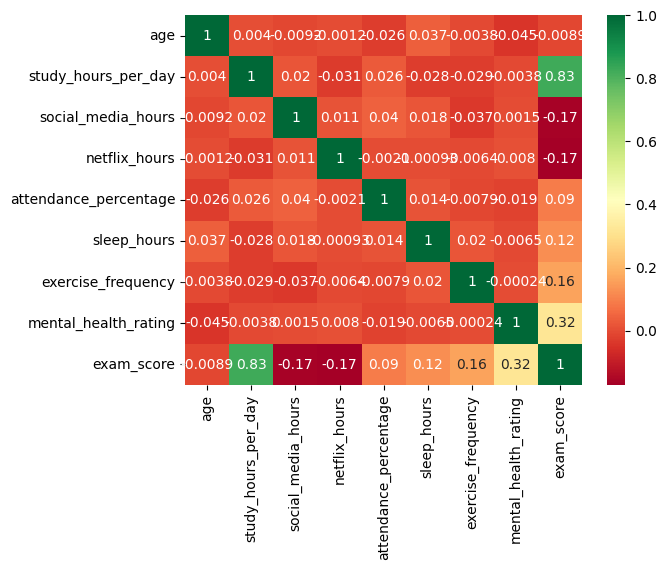 age 1 0.004 -0.0092 -0.0012 -0.026 0.037 -0.0038 -0.045 -0.0089
study_hours_per_day 0.004 1 0.02 -0.031 0.026 -0.028 -0.029 -0.0038 0.83
social_media_hours -0.0092 0.02 1 0.011 0.04 0.018 -0.037 0.0015 -0.17
netflix_hours -0.0012 -0.031 0.011 1 -0.0021 -0.00093 -0.0064 0.008 -0.17
attendance_percentage -0.026 0.026 0.04 -0.0021 1 0.014 -0.0079 -0.019 0.09
sleep_hours 0.037 -0.028 0.018 -0.00093 0.014 1 0.02 -0.0065 0.12
exercise_frequency -0.0038 -0.029 -0.037 -0.0064 -0.0079 0.02 1 -0.00024 0.16
mental_health_rating -0.045 -0.0038 0.0015 0.008 -0.019 -0.0065 -0.00024 1 0.32
exam_score -0.0089 0.83 -0.17 -0.17 0.09 0.12 0.16 0.32 1
age
study_hours_per_day
social_media_hours
netflix_hours
attendance_percentage
sleep_hours
exercise_frequency
mental_health_rating
exam_score
1.0
0.8
0.6
0.4
0.2
0.0